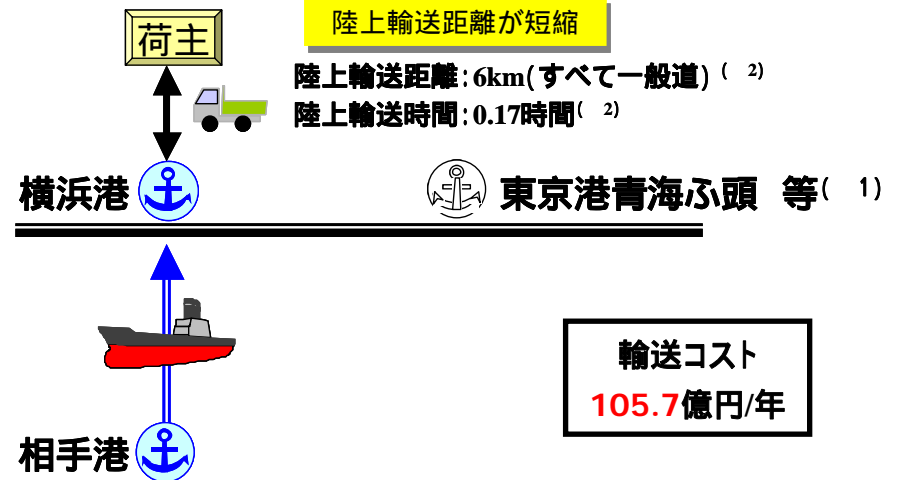 陸上輸送距離が短縮
荷主
陸上輸送距離:6km(すべて一般道)( 2)
陸上輸送時間:0.17時間( 2)
横浜港
東京港青海ふ頭 等( 1)
輸送コスト
105.7億円/年
相手港